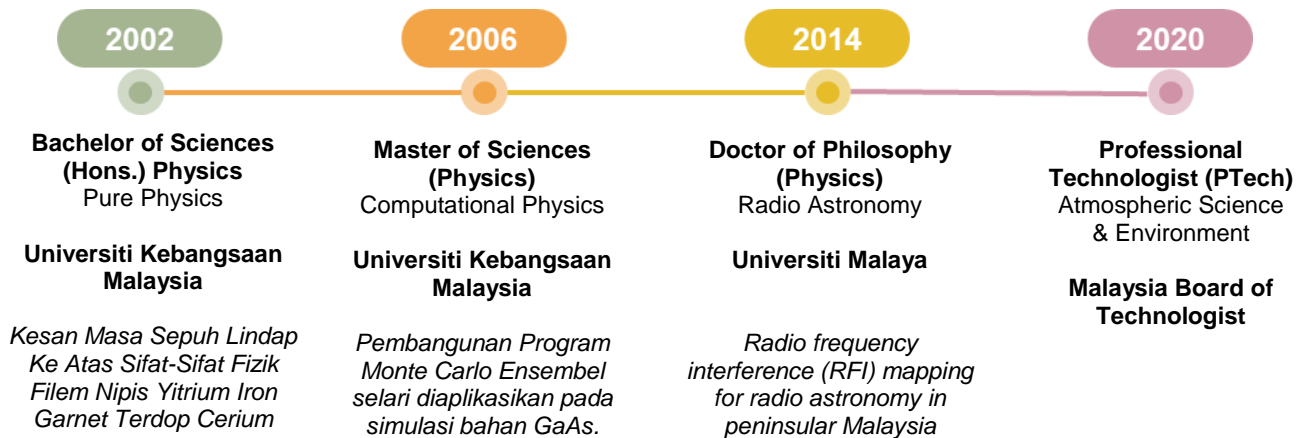 2002
Bachelor of Sciences
(Hons.) Physics
Pure Physics
Universiti Kebangsaan
Malaysia
Kesan Masa Sepuh Lindap
Ke Atas Sifat-Sifat Fizik
Filem Nipis Yitrium Iron
Garnet Terdop Cerium
2006
Master of Sciences
(Physics)
Computational Physics
Universiti Kebangsaan
Malaysia
Pembangunan Program
Monte Carlo Ensembel
selari diaplikasikan pada
simulasi bahan GaAs.
2014
Doctor of Philosophy
(Physics)
Radio Astronomy
Universiti Malaya
Radio frequency
interference (RFI) mapping
for radio astronomy in
peninsular Malaysia
2020
Professional
Technologist (PTech)
Atmospheric Science
& Environment
Malaysia Board of
Technologist